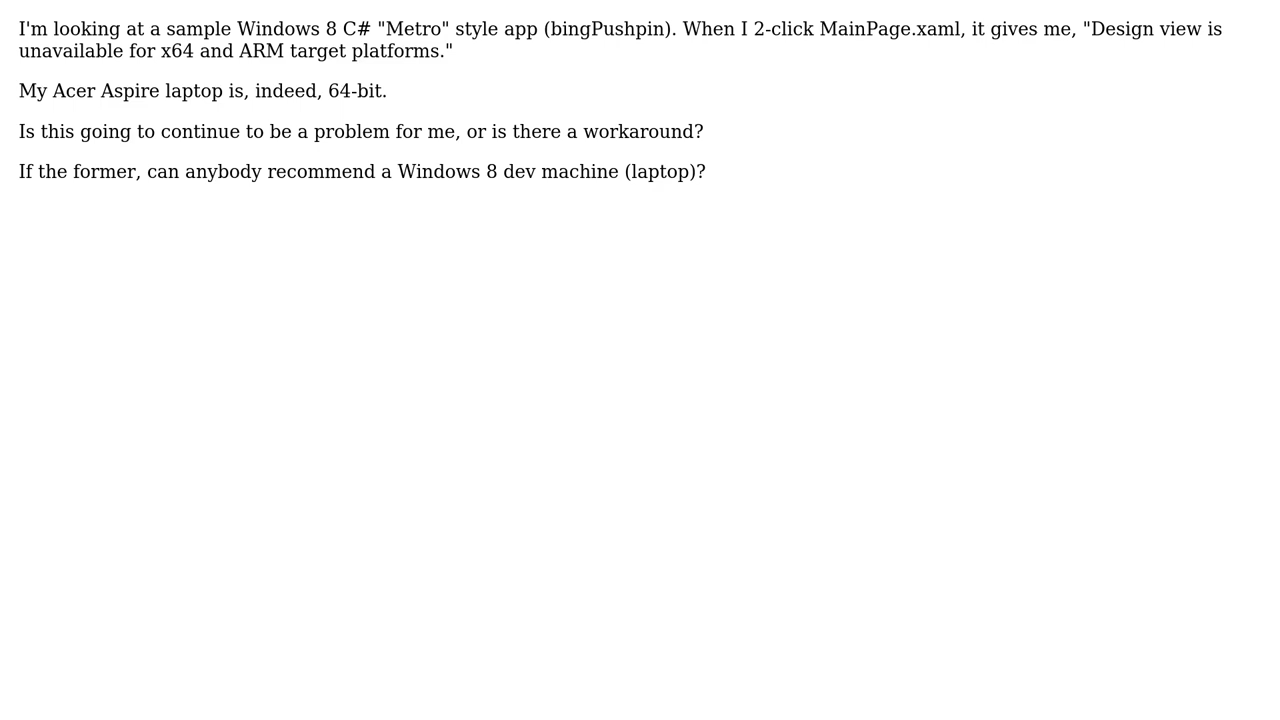 I'm looking at a sample Windows 8 C# "Metro" style app (bingPushpin). When I 2-click MainPage.xaml, it gives me, "Design view is
unavailable for x64 and ARM target platforms."
My Acer Aspire laptop is, indeed, 64-bit.
Is this going to continue to be a problem for me, or is there a workaround?
If the former, can anybody recommend a Windows 8 dev machine (laptop)?